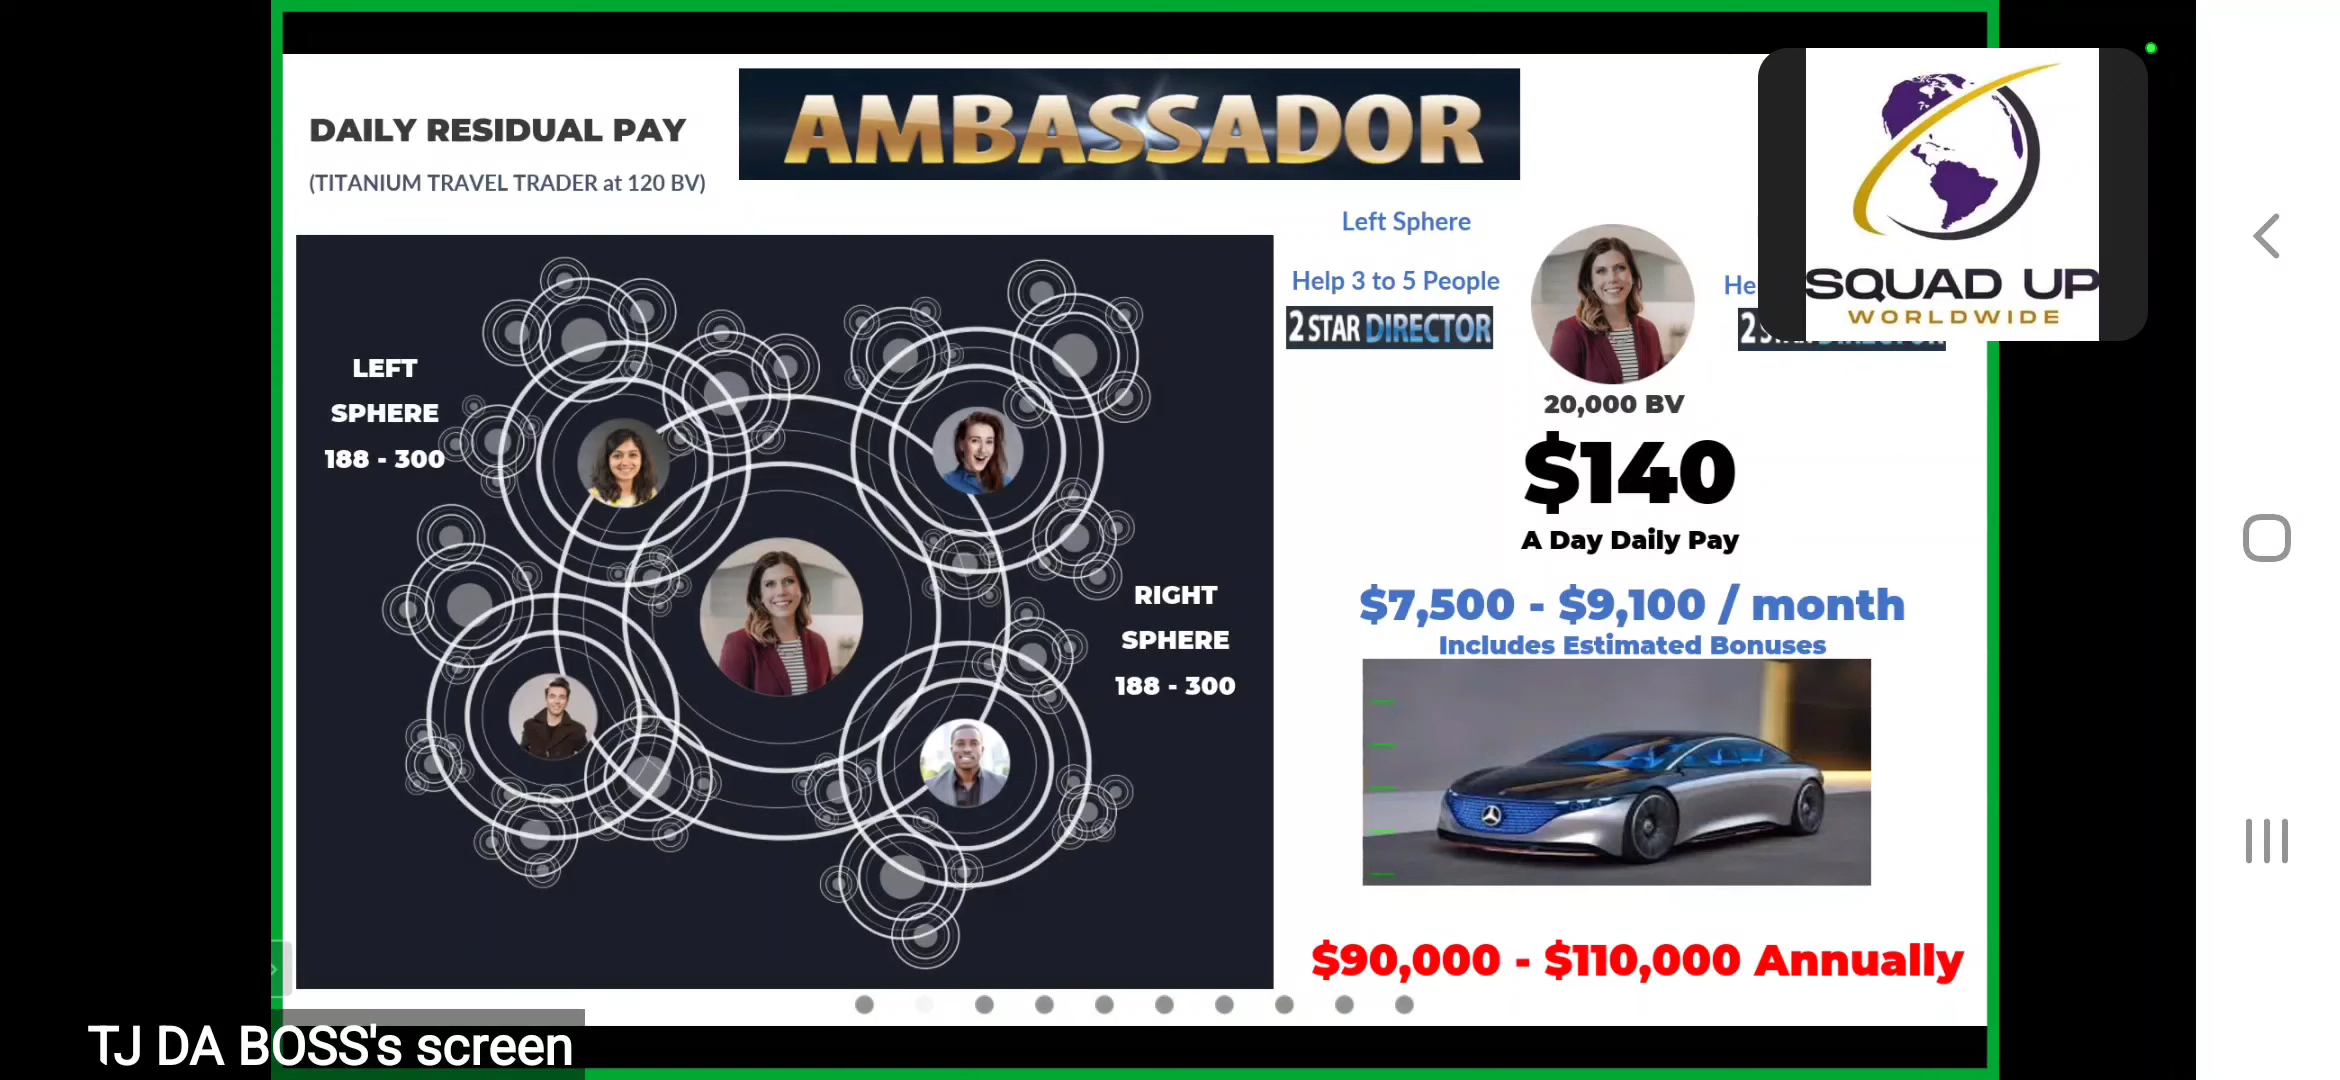 DAILY RESIDUAL PAY
(TITANIUM TRAVEL TRADER at 120 BV)
AMBASSADOR
SQUAD UP
WORLDWIDE
Left Sphere
Help 3 to 5 People
2 STAR DIRECTOR
20,000 BV
$140
A Day Daily Pay
$7,500 - $9,100 / month
Includes Estimated Bonuses
$90,000 - $110,000 Annually
LEFT
SPHERE
188 - 300
RIGHT
SPHERE
188 - 300
TJ DA BOSS's screen